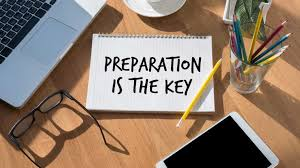 PREPARATION
IS THE KEY